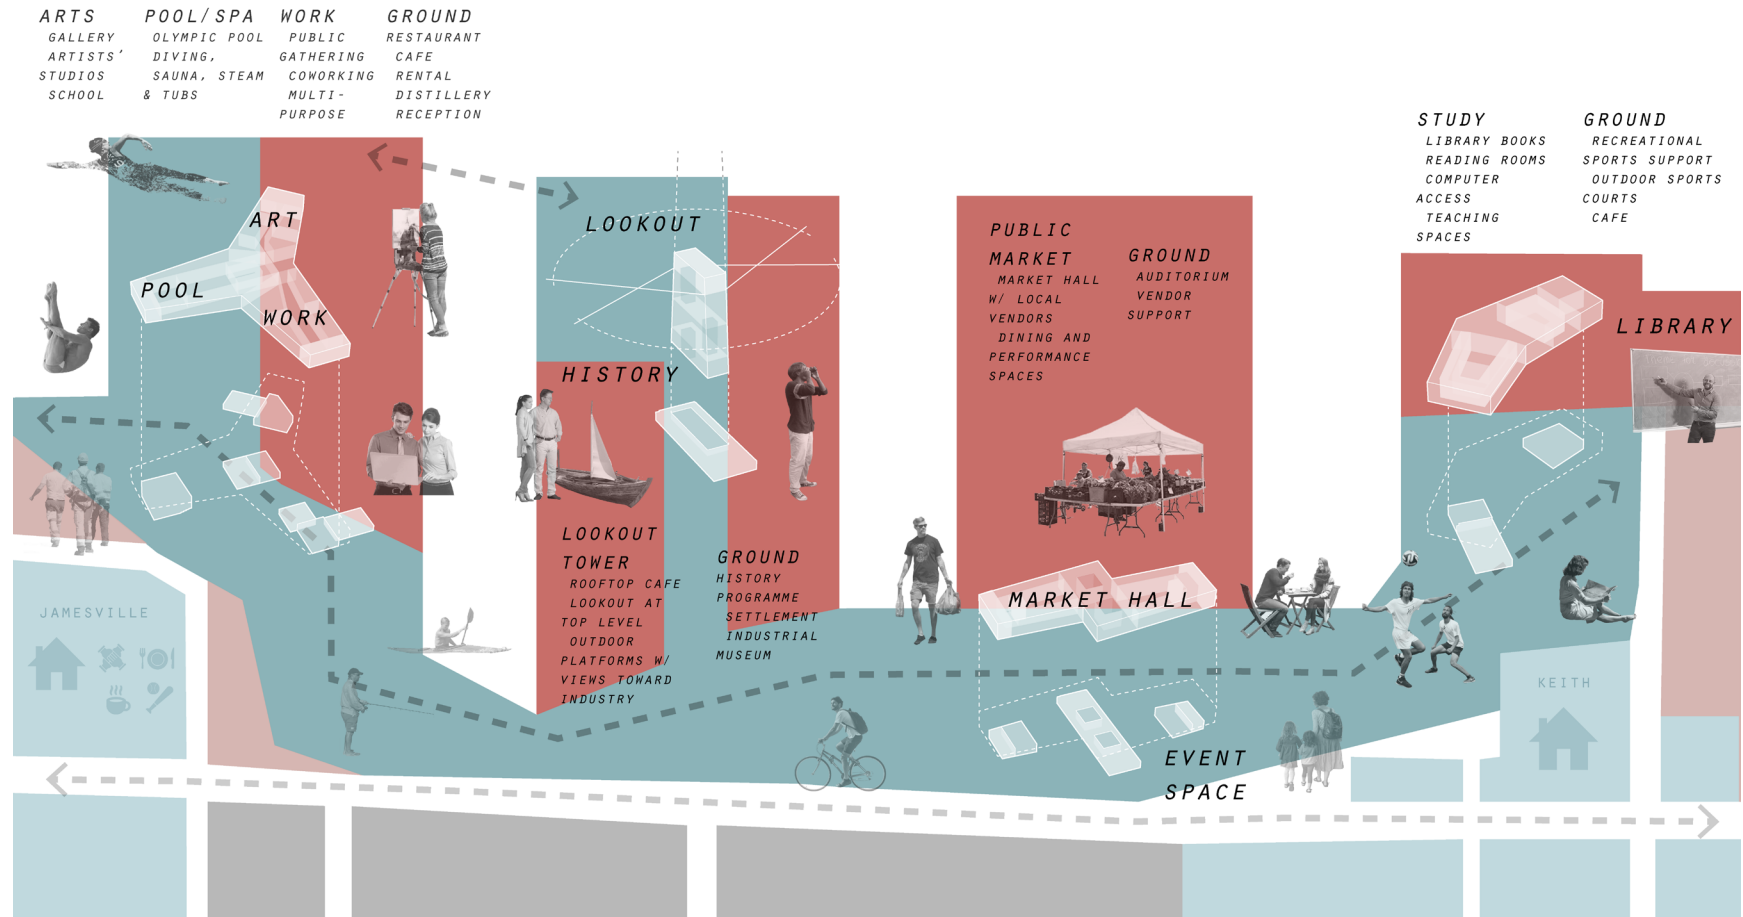 ARTS
GALLERY
ARTISTS'
STUDIOS
SCHOOL
POOL/SPA
OLYMPIC POOL
DIVING,
SAUNA, STEAM
& TUBS
WORK
PUBLIC
GATHERING
COWORKING
MULTI-
PURPOSE
GROUND
RESTAURANT
CAFE
RENTAL
DISTILLERY
RECEPTION
ART
POOL
WORK
LOOKOUT
HISTORY
LOOKOUT
TOWER
ROOFTOP CAFE
LOOKOUT AT
TOP LEVEL
OUTDOOR
PLATFORMS W/
VIEWS TOWARD
INDUSTRY
GROUND
HISTORY
PROGRAMME
SETTLEMENT
INDUSTRIAL
MUSEUM
PUBLIC
MARKET
MARKET HALL
W/ LOCAL
VENDORS
DINING AND
PERFORMANCE
SPACES
GROUND
AUDITORIUM
VENDOR
SUPPORT
MARKET HALL
EVENT
SPACE
STUDY
LIBRARY BOOKS
READING ROOMS
COMPUTER
ACCESS
TEACHING
SPACES
GROUND
RECREATIONAL
SPORTS SUPPORT
OUTDOOR SPORTS
COURTS
CAFE
LIBRARY
JAMESVILLE
KEITH